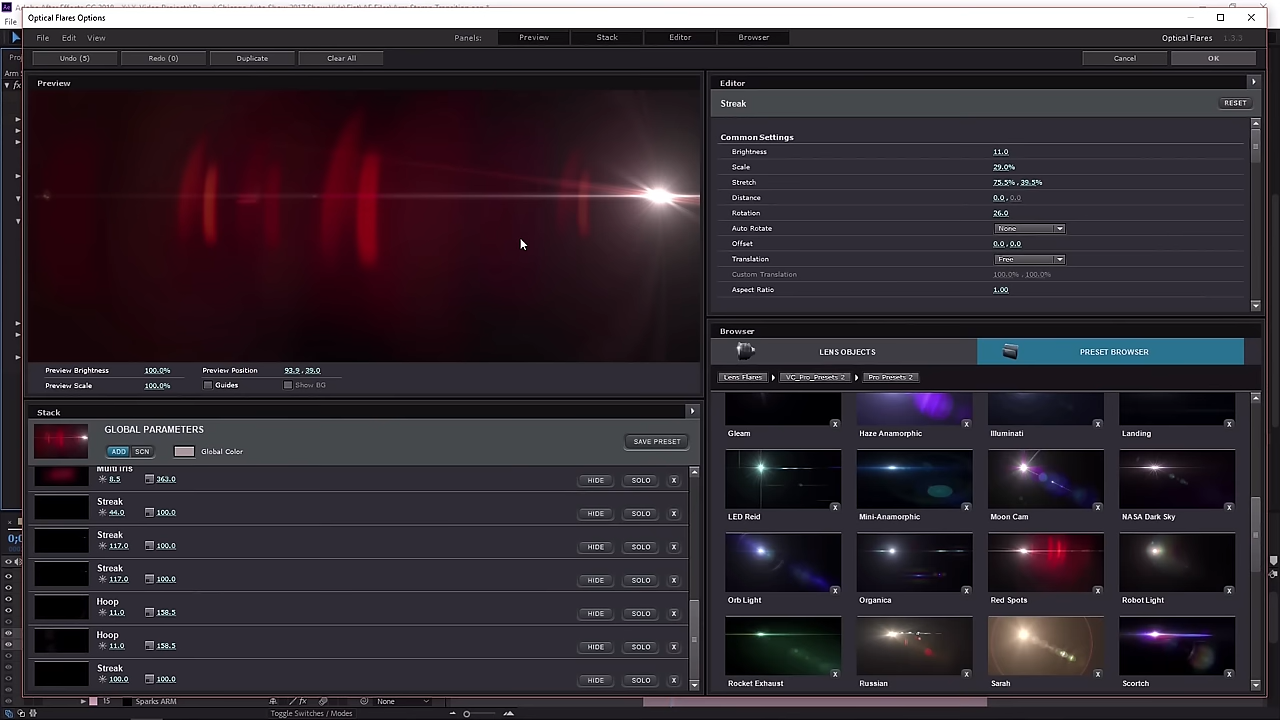 Optical Flares Options
File Edit View Panels: Preview Stack Editor Browser Optical Flares 1.3.3
Undo (5) Redo (0) Duplicate Clear All Cancel OK
Preview
Preview Brightness 100.0% Preview Position 93.9 , 39.0
Preview Scale 100.0% Guides Show BG
Stack
GLOBAL PARAMETERS
ADD SCN Global Color SAVE PRESET
Multi Iris
8.5 363.0 HIDE SOLO X
Streak
44.0 100.0 HIDE SOLO X
Streak
117.0 100.0 HIDE SOLO X
Streak
117.0 100.0 HIDE SOLO X
Hoop
11.0 158.5 HIDE SOLO X
Hoop
11.0 158.5 HIDE SOLO X
Streak
100.0 100.0 HIDE SOLO X
Editor
Streak RESET
Common Settings
Brightness 11.0
Scale 29.0%
Stretch 75.5% , 39.5%
Distance 0.0 , 0.0
Rotation 26.0
Auto Rotate None
Offset 0.0 , 0.0
Translation Free
Custom Translation 100.0% , 100.0%
Aspect Ratio 1.00
Browser
LENS OBJECTS PRESET BROWSER
Lens Flares VC_Pro_Presets 2 Pro Presets 2
Gleam Haze Anamorphic Illuminati Landing
LED Reid Mini-Anamorphic Moon Cam NASA Dark Sky
Orb Light Organica Red Spots Robot Light
Rocket Exhaust Russian Sarah Scortch
15 Sparks ARM None
Toggle Switches / Modes